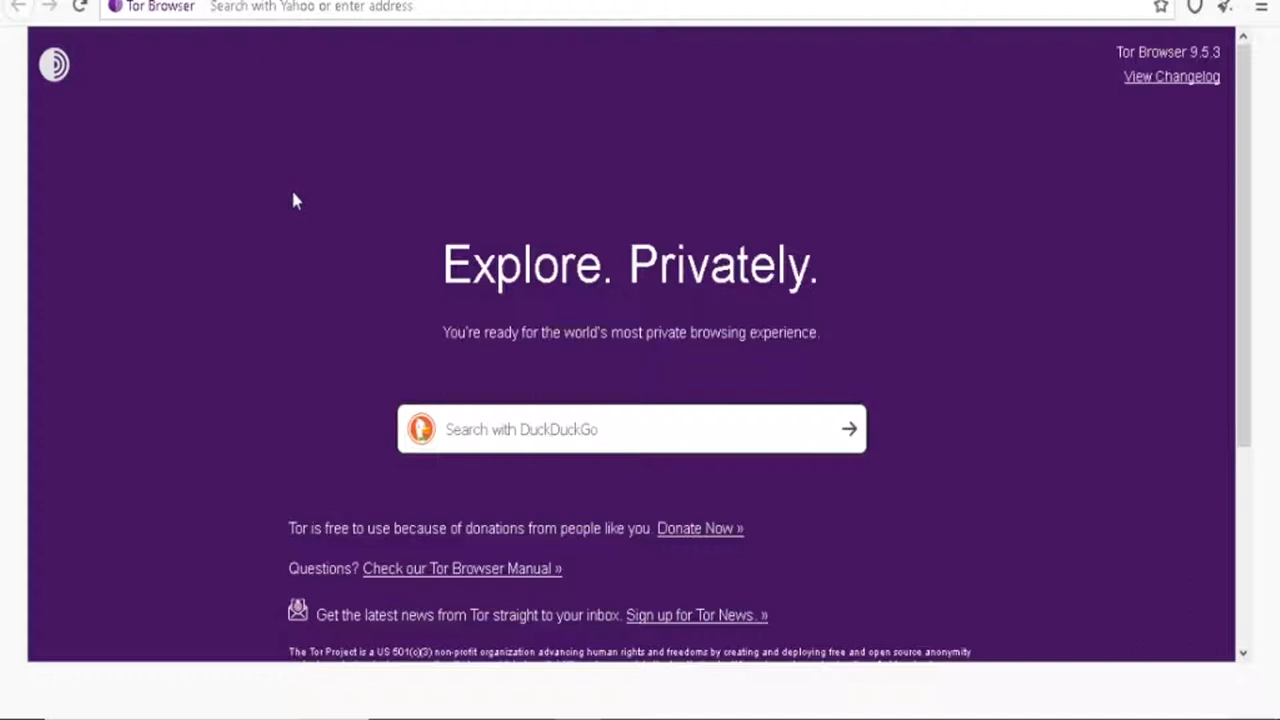 Tor Browser Search with Yahoo or enter address
Tor Browser 9.5.3
View Changelog
Explore. Privately.
You're ready for the world's most private browsing experience.
Search with DuckDuckGo
Tor is free to use because of donations from people like you. Donate Now »
Questions? Check our Tor Browser Manual »
Get the latest news from Tor straight to your inbox. Sign up for Tor News. »
The Tor Project is a US 501(c)(3) non-profit organization advancing human rights and freedoms by creating and deploying free and open source anonymity